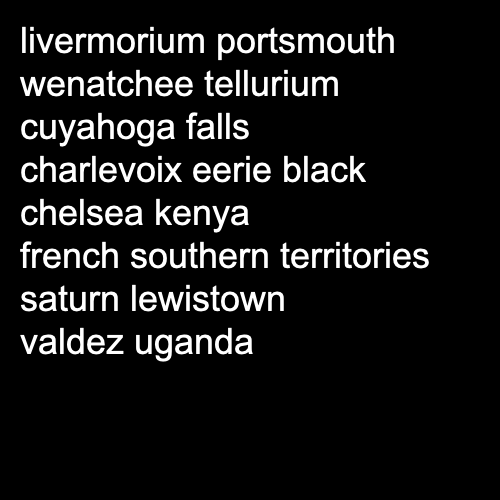 livermorium portsmouth
wenatchee tellurium
cuyahoga falls
charlevoix eerie black
chelsea kenya
french southern territories
saturn lewistown
valdez uganda